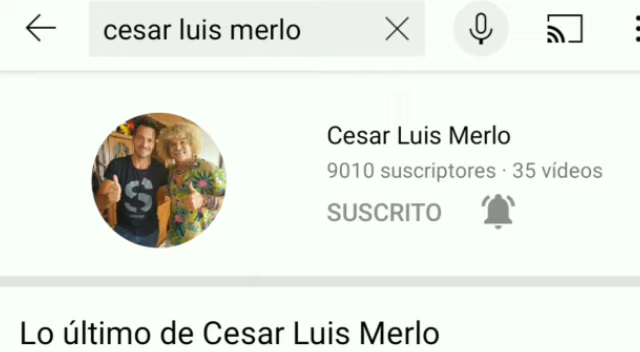 cesar luis merlo
Cesar Luis Merlo
9010 suscriptores · 35 vídeos
SUSCRITO
Lo último de Cesar Luis Merlo